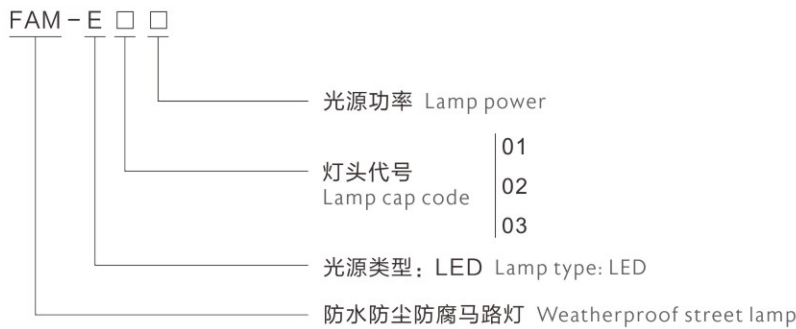 FAM-E□□
光源功率 Lamp power
灯头代号
Lamp cap code
01
02
03
光源类型：LED Lamp type: LED
防水防尘防腐马路灯 Weatherproof street lamp